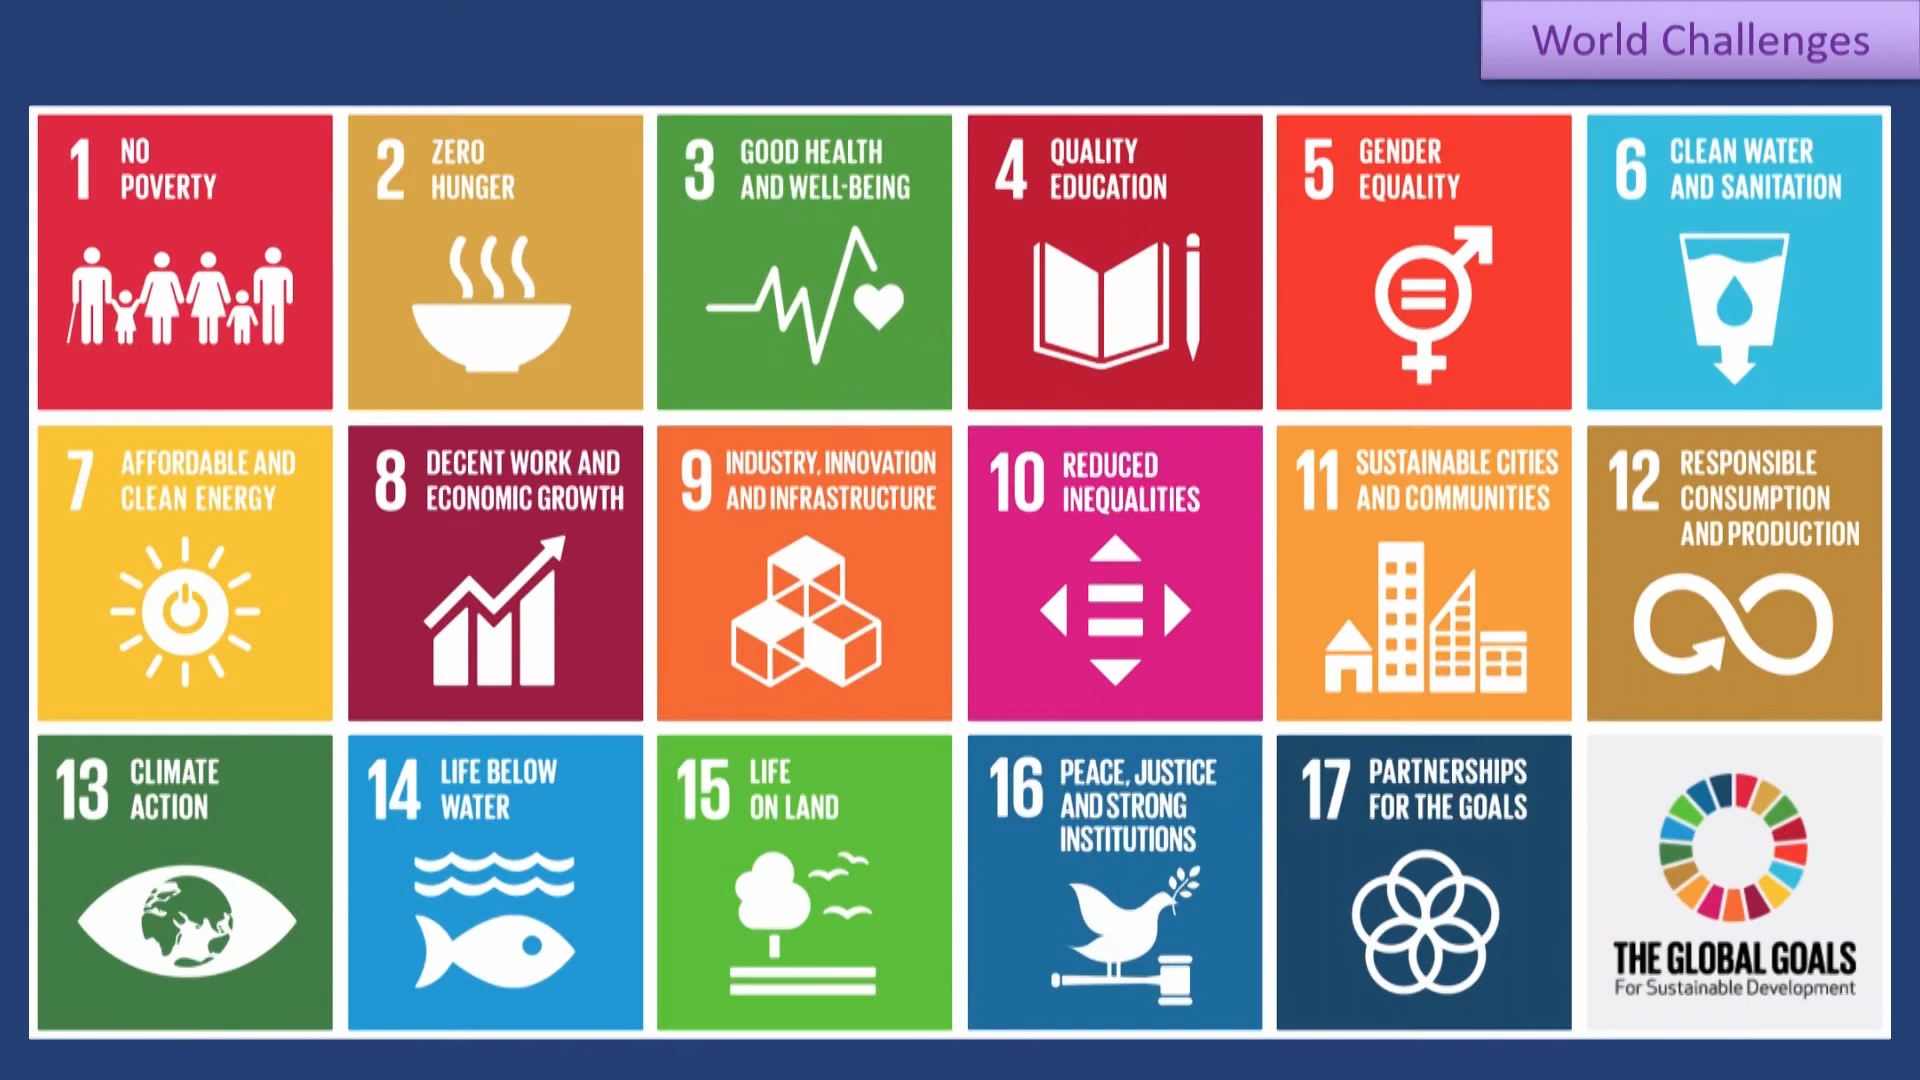 World Challenges
1 NO
POVERTY
2 ZERO
HUNGER
3 GOOD HEALTH
AND WELL-BEING
4 QUALITY
EDUCATION
5 GENDER
EQUALITY
6 CLEAN WATER
AND SANITATION
7 AFFORDABLE AND
CLEAN ENERGY
8 DECENT WORK AND
ECONOMIC GROWTH
9 INDUSTRY, INNOVATION
AND INFRASTRUCTURE
10 REDUCED
INEQUALITIES
11 SUSTAINABLE CITIES
AND COMMUNITIES
12 RESPONSIBLE
CONSUMPTION
AND PRODUCTION
13 CLIMATE
ACTION
14 LIFE BELOW
WATER
15 LIFE
ON LAND
16 PEACE, JUSTICE
AND STRONG
INSTITUTIONS
17 PARTNERSHIPS
FOR THE GOALS
THE GLOBAL GOALS
For Sustainable Development